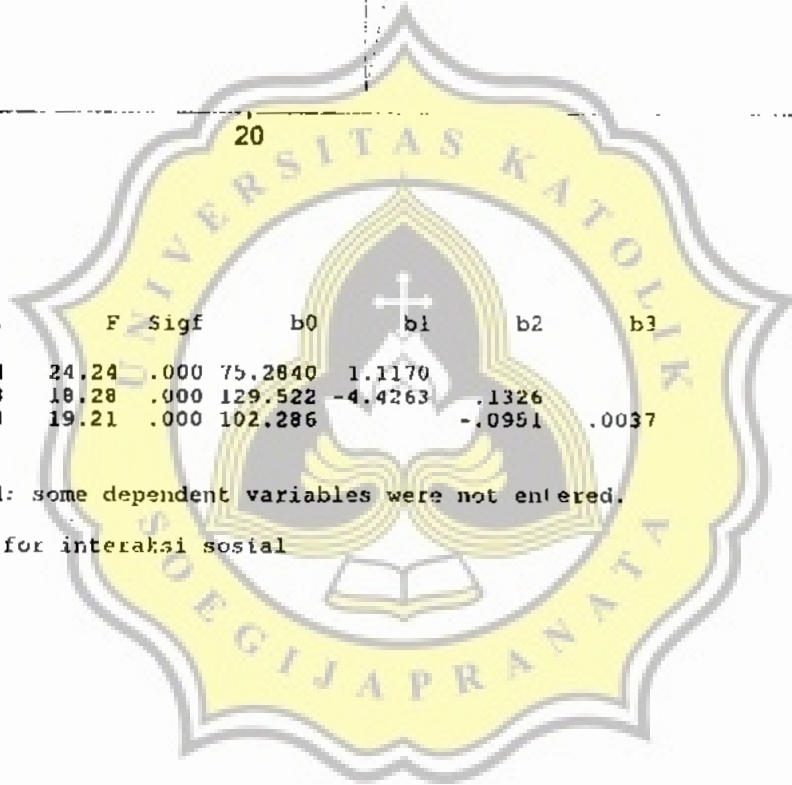 20
UNIVERSITAS KATOLIK
F Sigf b0 b1 b2 b3
24.24 .000 75.2840 1.1170
18.28 .000 129.522 -4.4263 .1326
19.21 .000 102.286 -.0951 .0037
: some dependent variables were not entered.
for interaksi sosial
SOEGIJAPRANATA